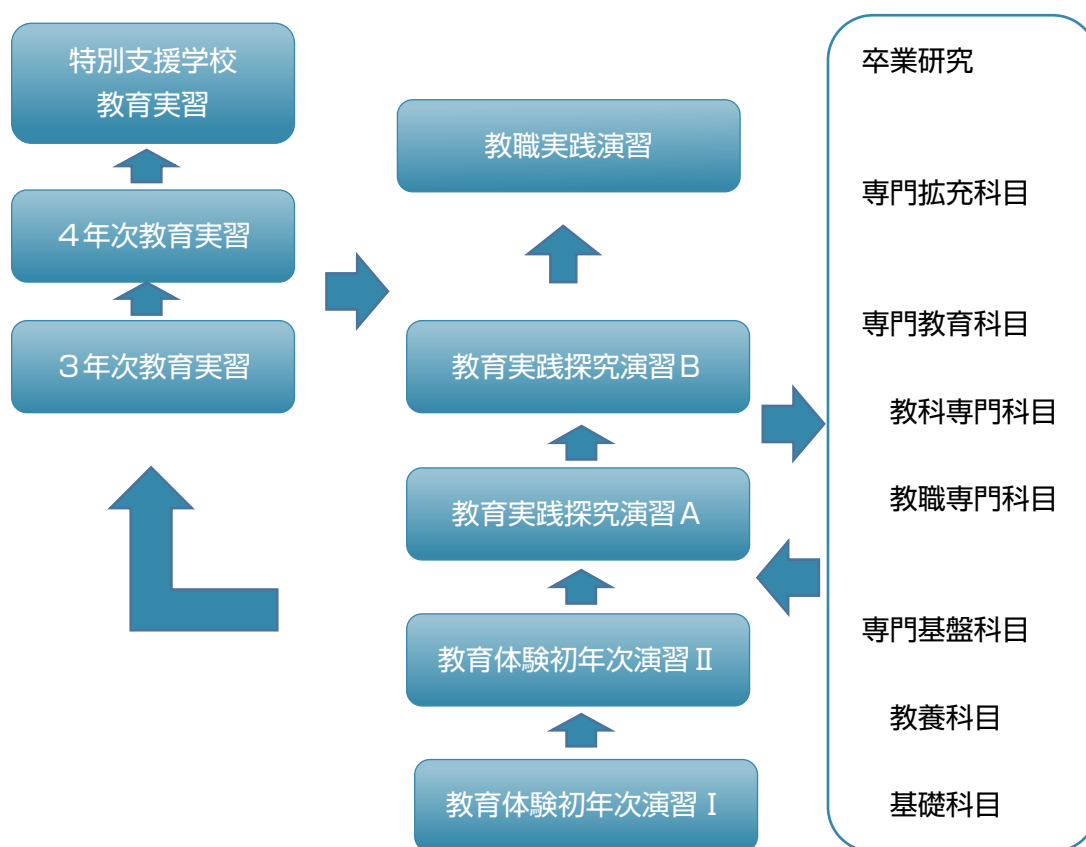 特別支援学校
教育実習
4年次教育実習
3年次教育実習
教職実践演習
教育実践探究演習B
教育実践探究演習A
教育体験初年次演習Ⅱ
教育体験初年次演習Ⅰ
卒業研究
専門拡充科目
専門教育科目
教科専門科目
教職専門科目
専門基盤科目
教養科目
基礎科目